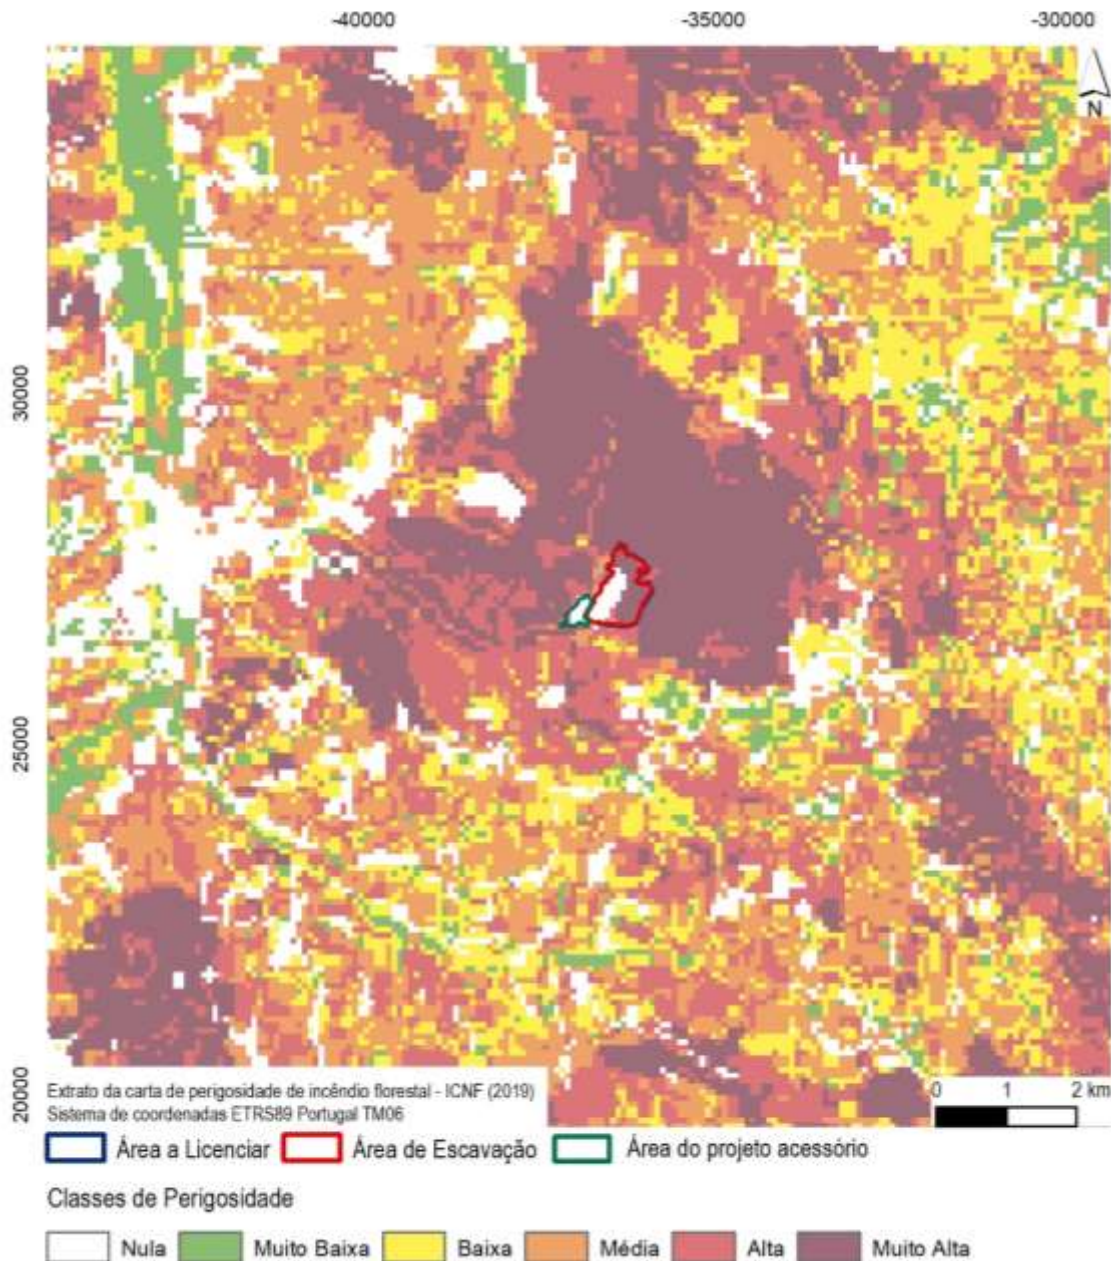 -40000 -35000 -30000
N
30000
25000
20000
Extrato da carta de perigosidade de incêndio florestal - ICNF (2019)
Sistema de coordenadas ETRS89 Portugal TM06
0 1 2 km
Área a Licenciar Área de Escavação Área do projeto acessório
Classes de Perigosidade
Nula Muito Baixa Baixa Média Alta Muito Alta